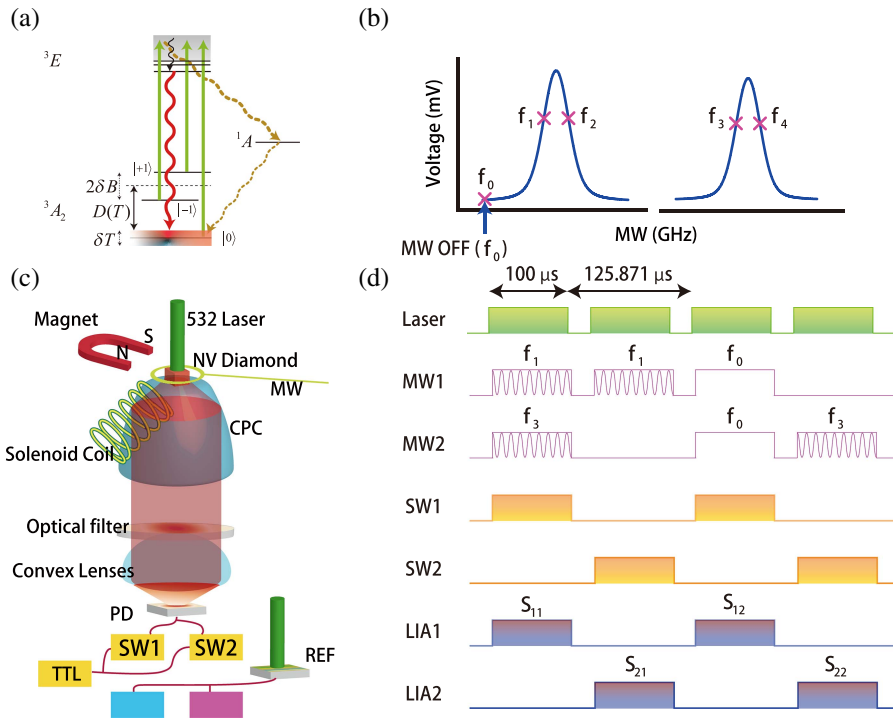 (a)
³E
¹A
|+1⟩
2δB
D(T)
³A₂
|−1⟩
δT
|0⟩
(b)
Voltage (mV)
f₁
f₂
f₃
f₄
f₀
MW OFF (f₀)
MW (GHz)
(c)
Magnet
S
N
532 Laser
NV Diamond
MW
CPC
Solenoid Coil
Optical filter
Convex Lenses
PD
SW1
SW2
TTL
REF
(d)
100 μs
125.871 μs
Laser
f₁
f₁
f₀
MW1
f₃
f₀
f₃
MW2
SW1
SW2
S₁₁
S₁₂
LIA1
S₂₁
S₂₂
LIA2